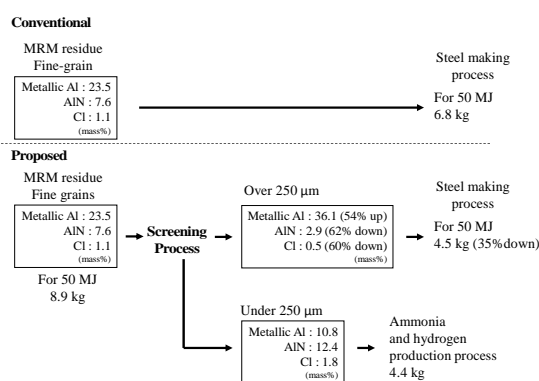 Conventional
MRM residue
Fine-grain
Metallic Al : 23.5
AlN : 7.6
Cl : 1.1
(mass%)
Steel making
process
For 50 MJ
6.8 kg
Proposed
MRM residue
Fine grains
Metallic Al : 23.5
AlN : 7.6
Cl : 1.1
(mass%)
For 50 MJ
8.9 kg
Screening
Process
Over 250 μm
Metallic Al : 36.1 (54% up)
AlN : 2.9 (62% down)
Cl : 0.5 (60% down)
(mass%)
Steel making
process
For 50 MJ
4.5 kg (35%down)
Under 250 μm
Metallic Al : 10.8
AlN : 12.4
Cl : 1.8
(mass%)
Ammonia
and hydrogen
production process
4.4 kg